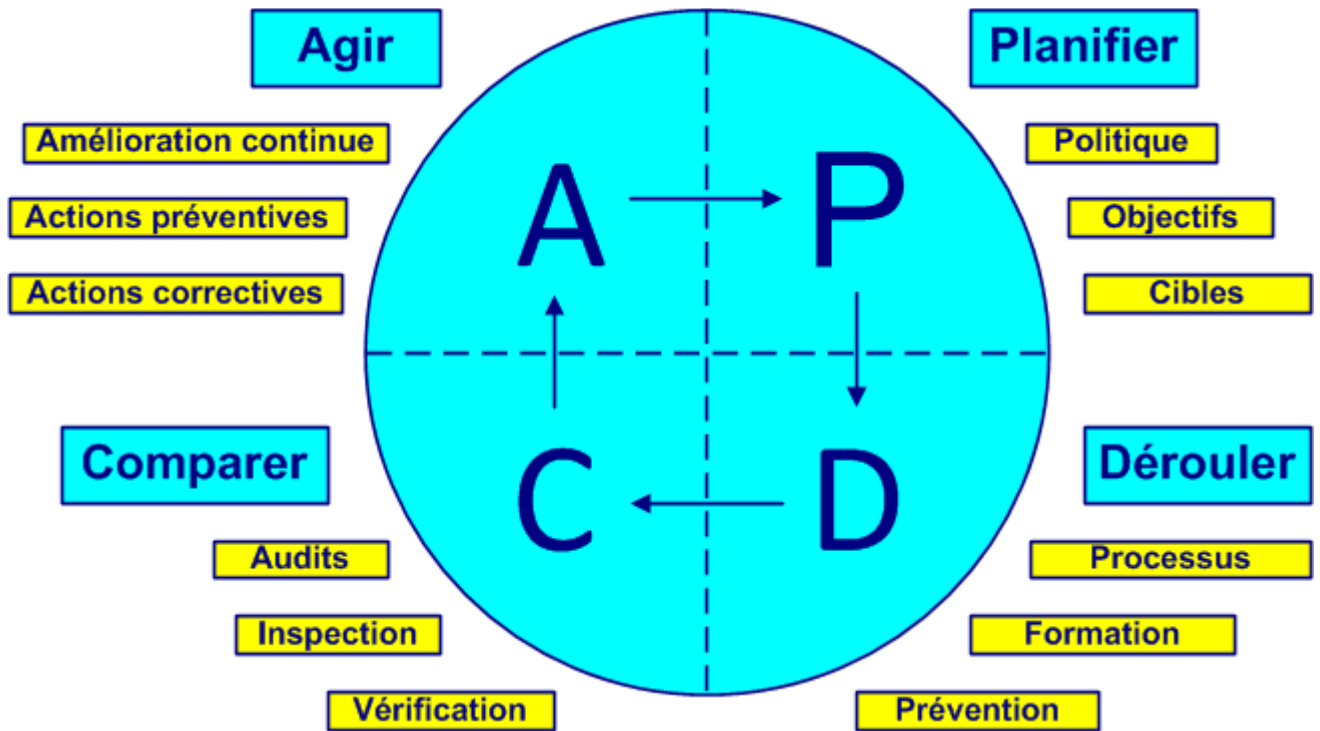 Agir
Planifier
Amélioration continue
Politique
Actions préventives
Objectifs
Actions correctives
Cibles
A
P
Comparer
Dérouler
C
D
Audits
Processus
Inspection
Formation
Vérification
Prévention